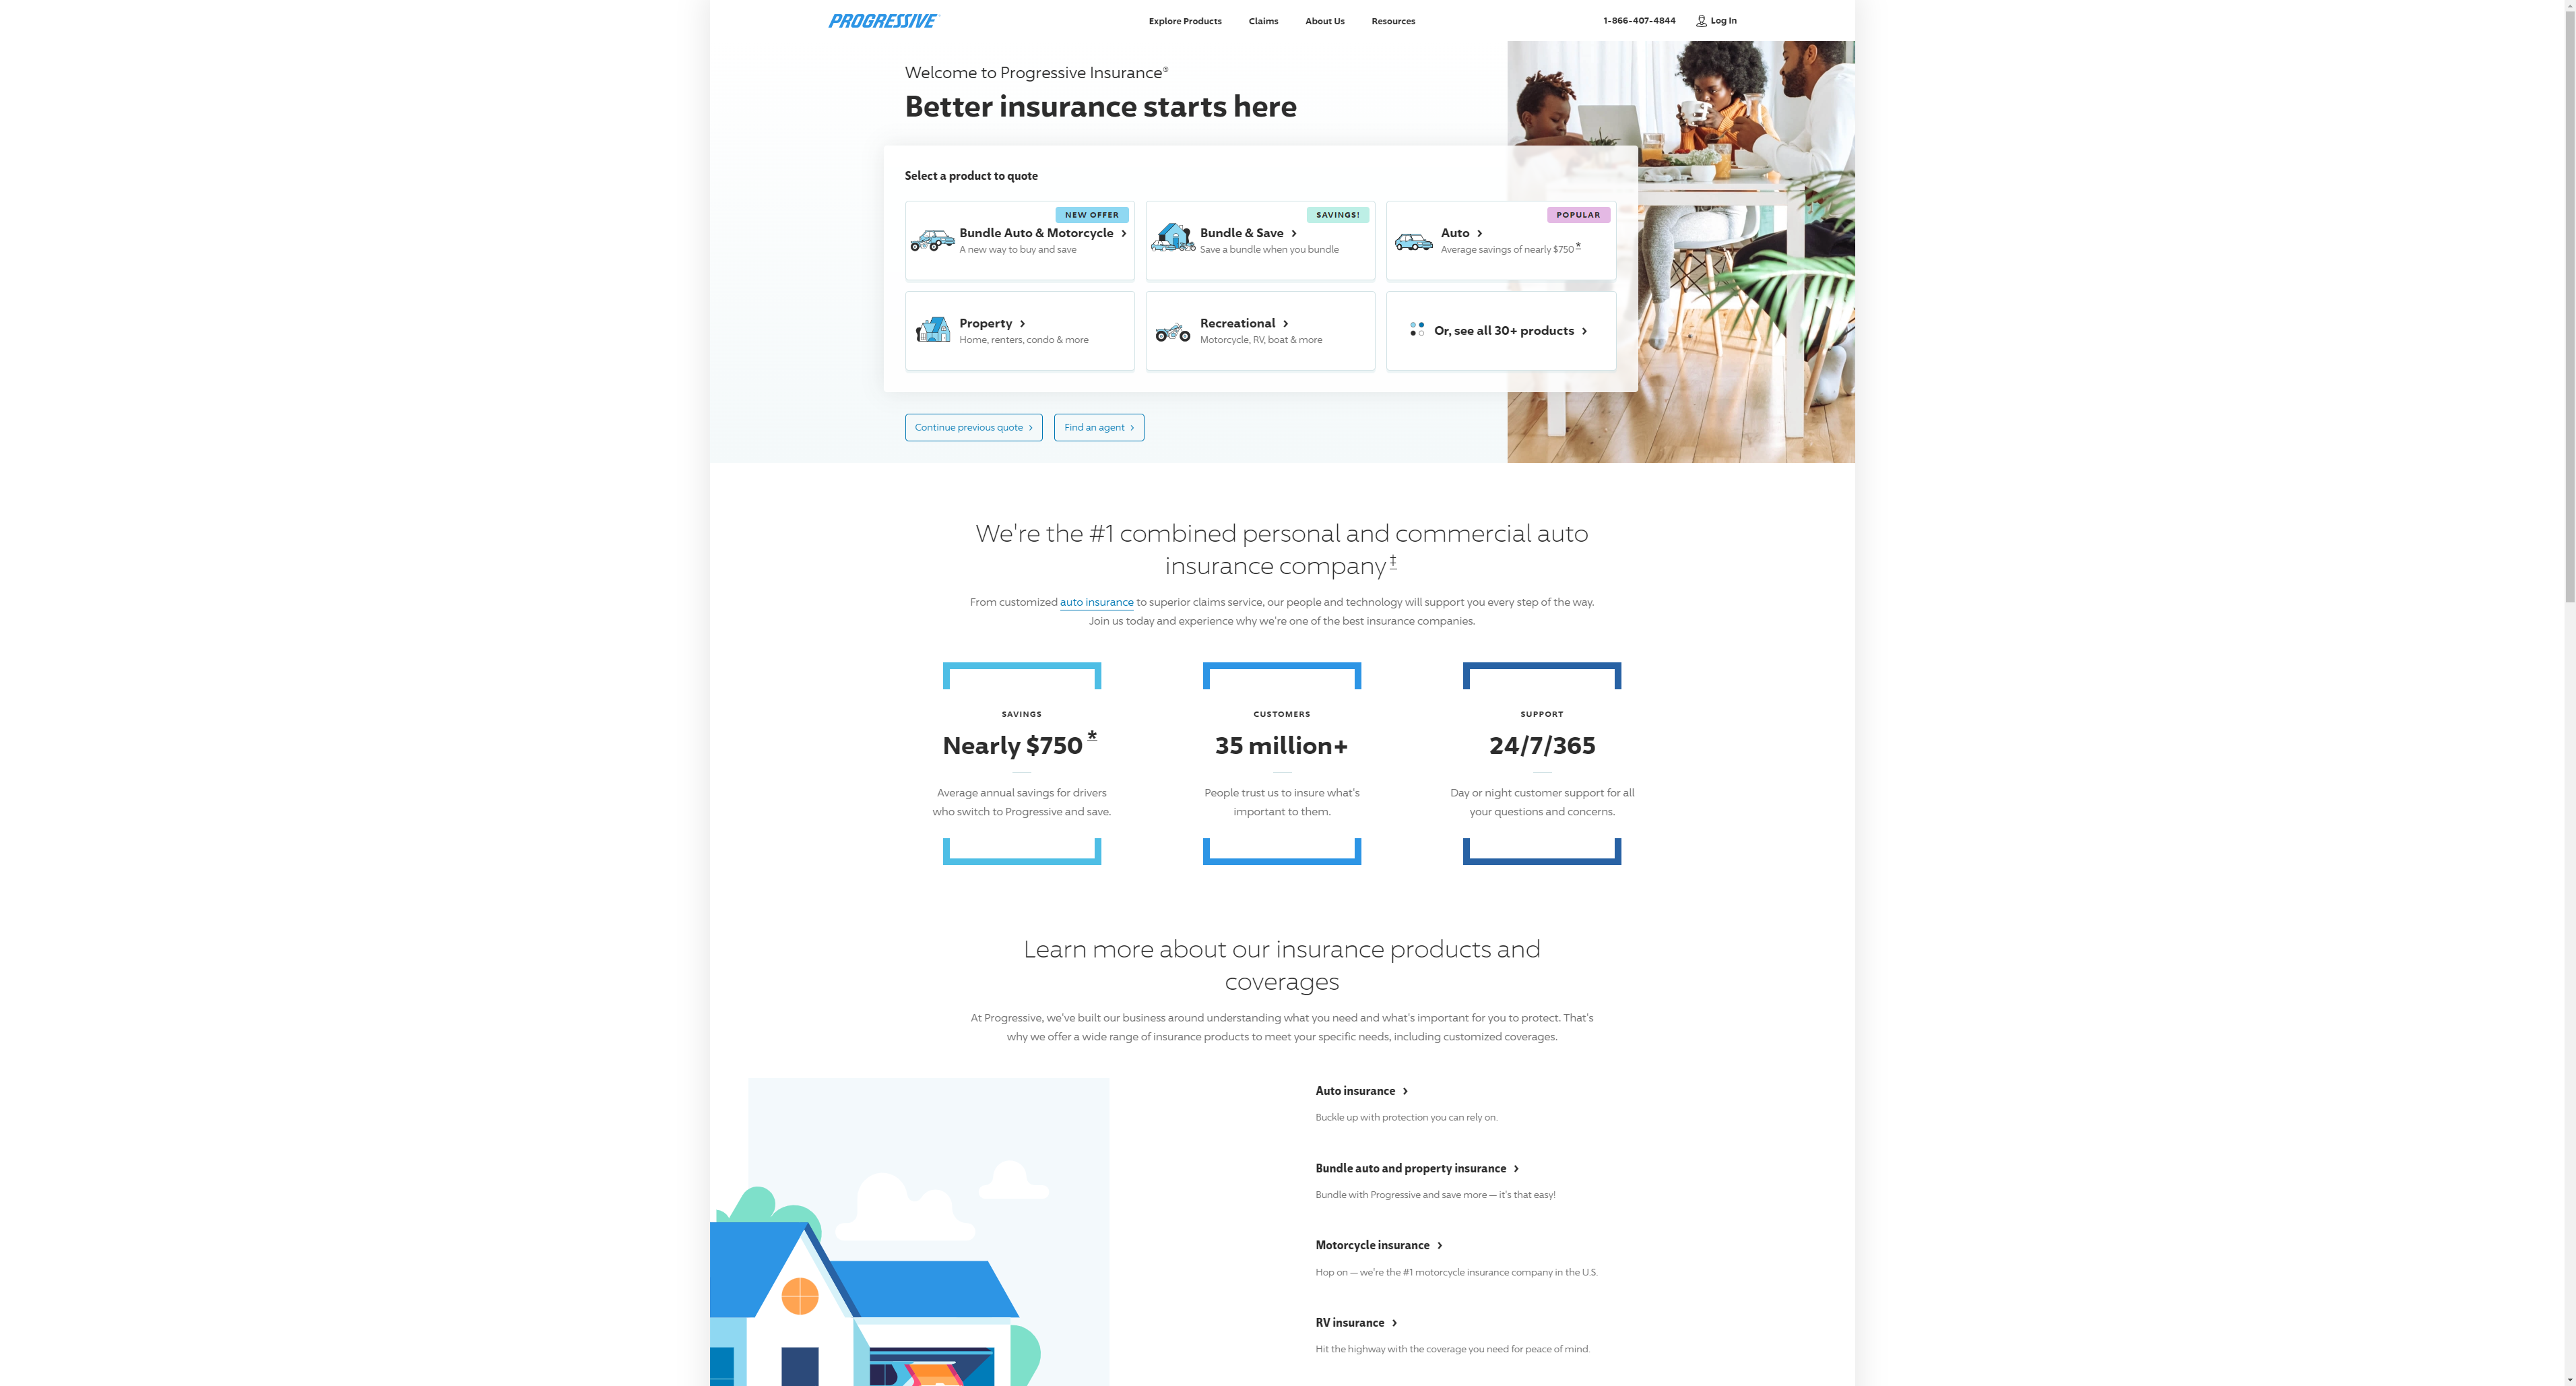 PROGRESSIVE
Explore Products
Claims
About Us
Resources
1-866-407-4844
Log In
Welcome to Progressive Insurance®
Better insurance starts here
Select a product to quote
NEW OFFER
Bundle Auto & Motorcycle
A new way to buy and save
SAVINGS!
Bundle & Save
Save a bundle when you bundle
POPULAR
Auto
Average savings of nearly $750*
Property
Home, renters, condo & more
Recreational
Motorcycle, RV, boat & more
Or, see all 30+ products
Continue previous quote
Find an agent
We're the #1 combined personal and commercial auto
insurance company‡
From customized auto insurance to superior claims service, our people and technology will support you every step of the way.
Join us today and experience why we're one of the best insurance companies.
SAVINGS
Nearly $750*
Average annual savings for drivers
who switch to Progressive and save.
CUSTOMERS
35 million+
People trust us to insure what's
important to them.
SUPPORT
24/7/365
Day or night customer support for all
your questions and concerns.
Learn more about our insurance products and
coverages
At Progressive, we've built our business around understanding what you need and what's important for you to protect. That's
why we offer a wide range of insurance products to meet your specific needs, including customized coverages.
Auto insurance
Buckle up with protection you can rely on.
Bundle auto and property insurance
Bundle with Progressive and save more — it's that easy!
Motorcycle insurance
Hop on — we're the #1 motorcycle insurance company in the U.S.
RV insurance
Hit the highway with the coverage you need for peace of mind.